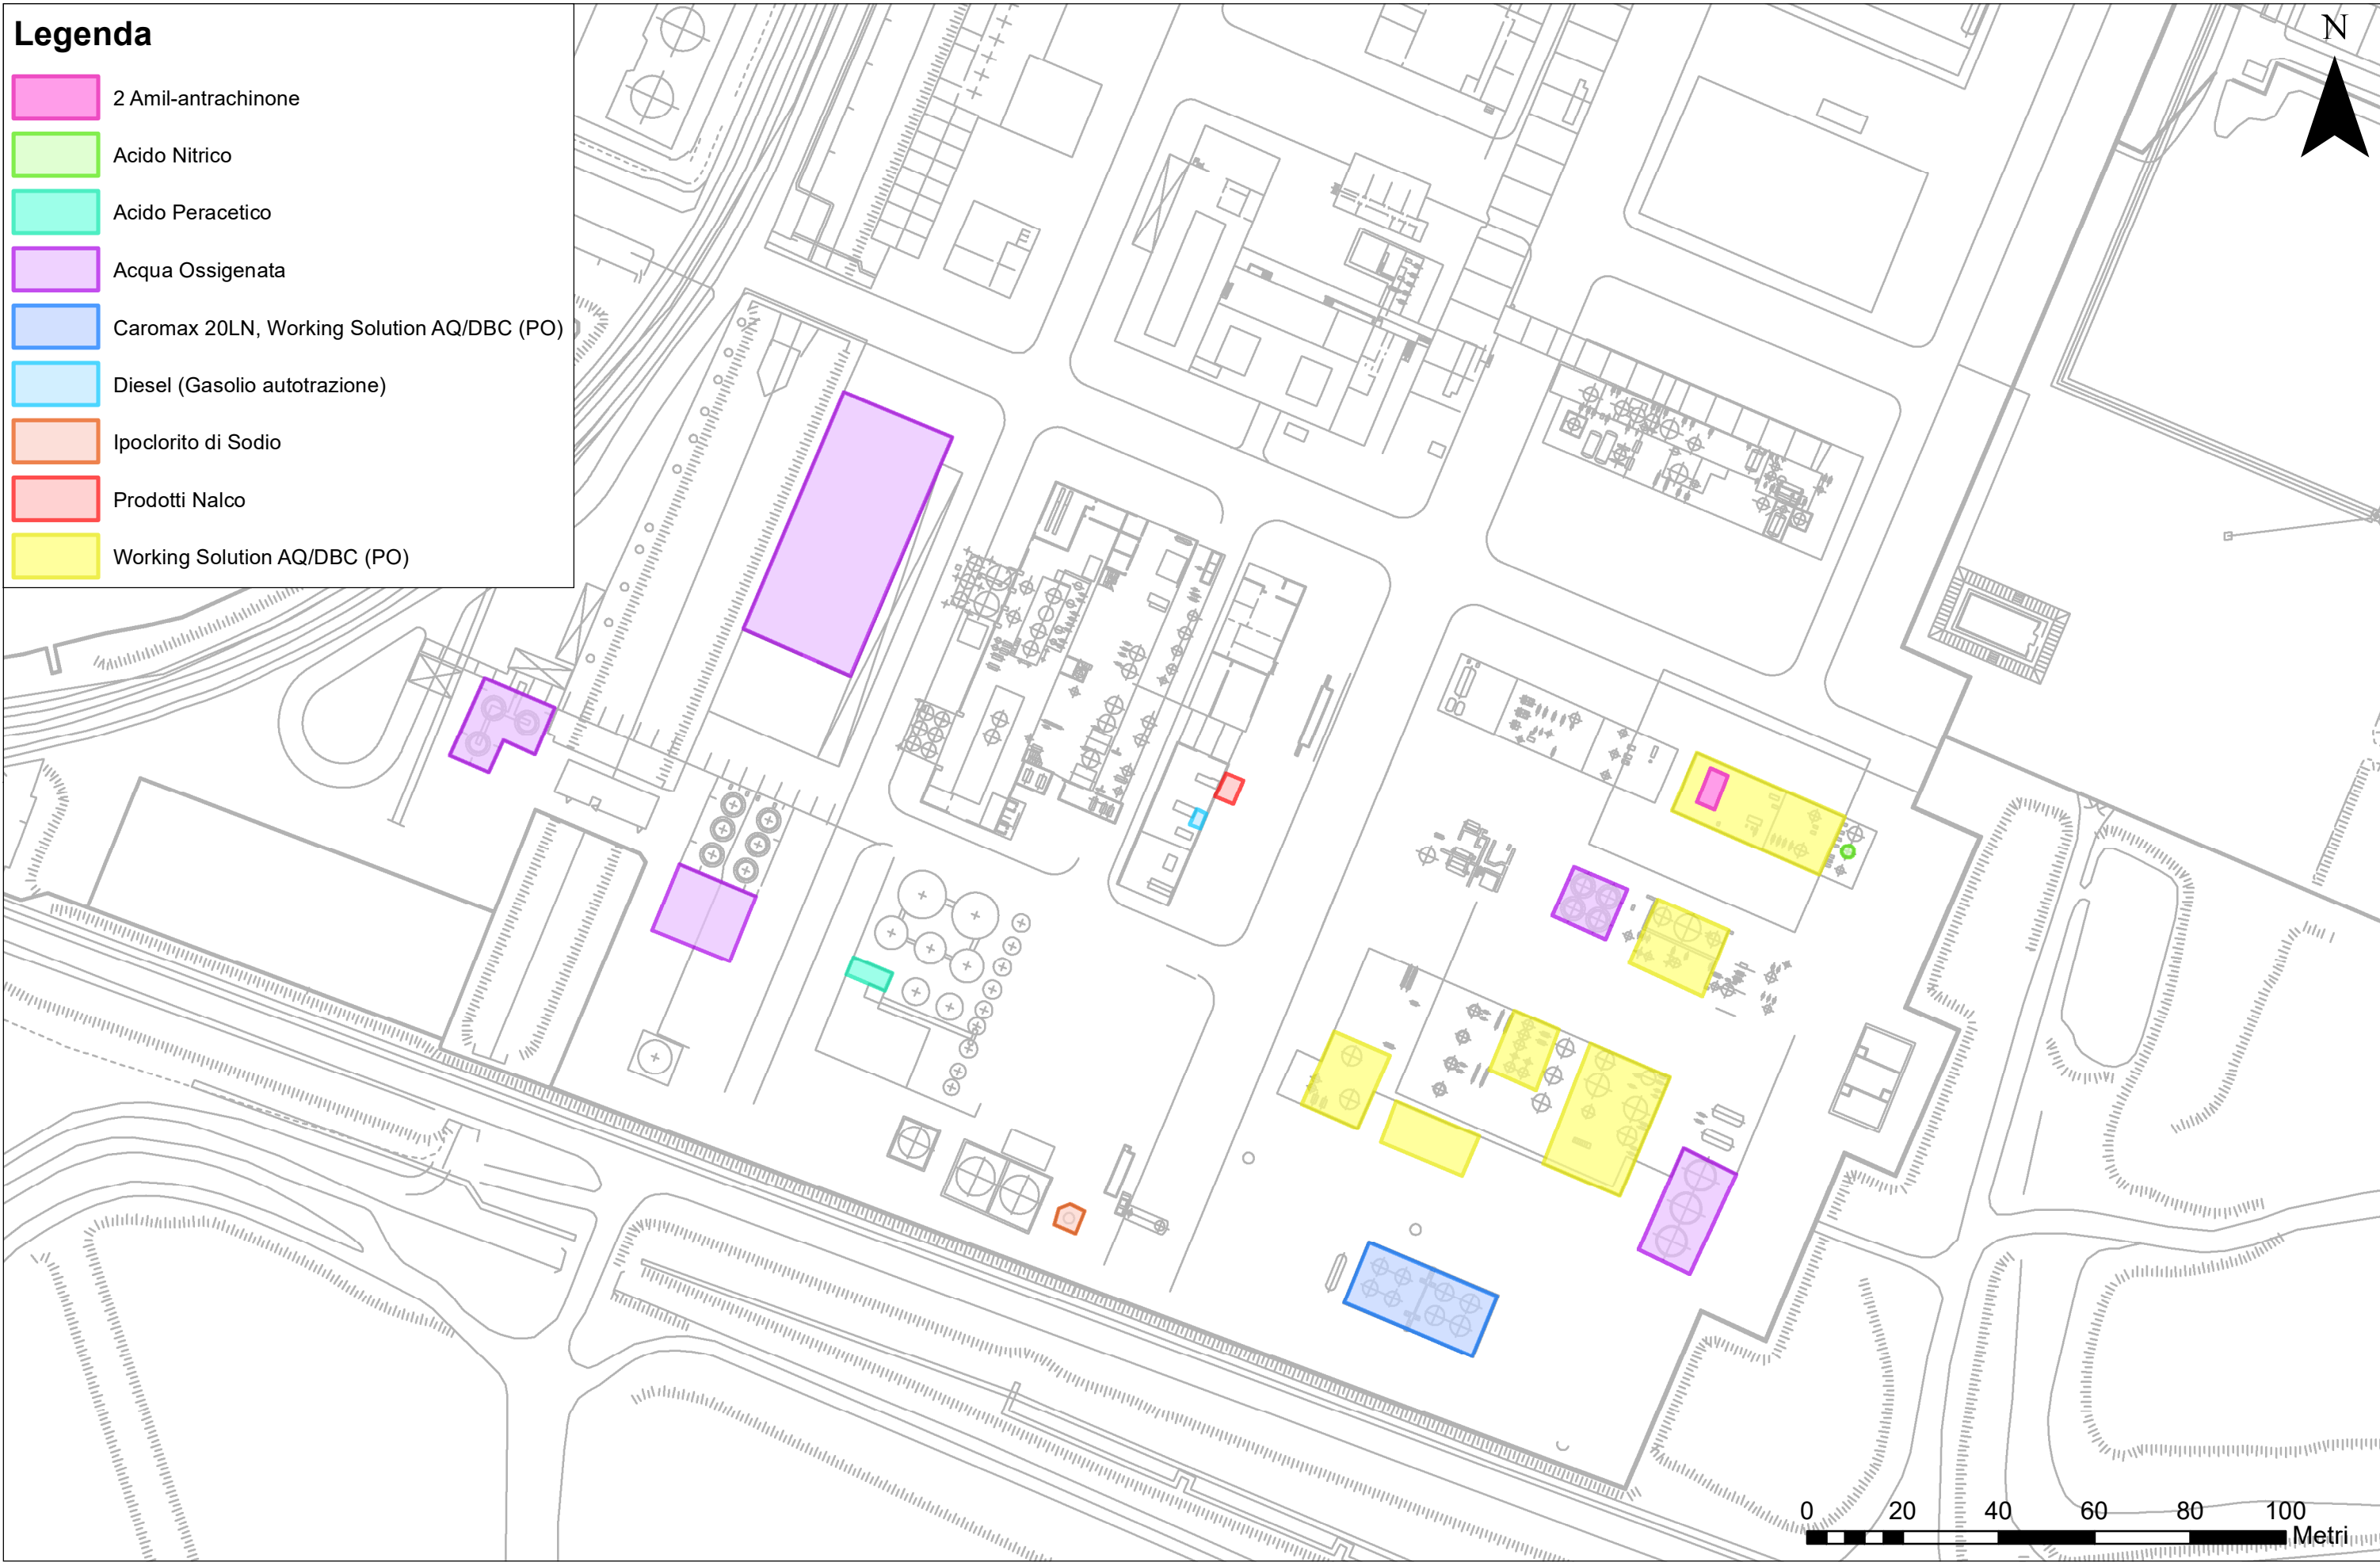 Legenda
2 Amil-antrachinone
Acido Nitrico
Acido Peracetico
Acqua Ossigenata
Caromax 20LN, Working Solution AQ/DBC (PO)
Diesel (Gasolio autotrazione)
Ipoclorito di Sodio
Prodotti Nalco
Working Solution AQ/DBC (PO)
N
0 20 40 60 80 100
Metri